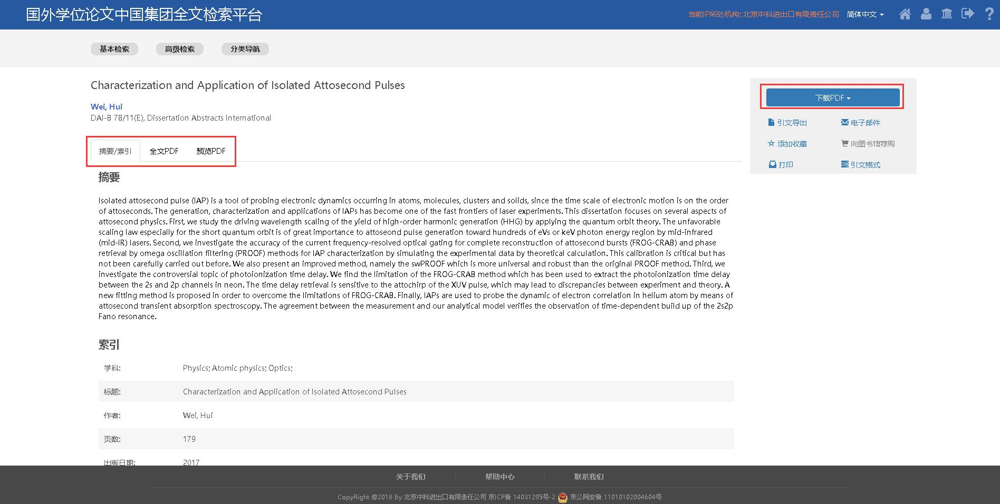 国外学位论文中国集团全文检索平台
当前IP所处机构: 北京中科进出口有限责任公司 简体中文
基本检索 高级检索 分类导航
Characterization and Application of Isolated Attosecond Pulses
Wei, Hui
DAI-B 78/11(E), Dissertation Abstracts International
下载PDF
引文导出 电子邮件
添加收藏 向图书馆荐购
打印 引文格式
摘要/索引 全文PDF 预览PDF
摘要
Isolated attosecond pulse (IAP) is a tool of probing electronic dynamics occurring in atoms, molecules, clusters and solids, since the time scale of electronic motion is on the order
of attoseconds. The generation, characterization and applications of IAPs has become one of the fast frontiers of laser experiments. This dissertation focuses on several aspects of
attosecond physics. First, we study the driving wavelength scaling of the yield of high-order harmonic generation (HHG) by applying the quantum orbit theory. The unfavorable
scaling law especially for the short quantum orbit is of great importance to attoseond pulse generation toward hundreds of eVs or keV photon energy region by mid-infrared
(mid-IR) lasers. Second, we investigate the accuracy of the current frequency-resolved optical gating for complete reconstruction of attosecond bursts (FROG-CRAB) and phase
retrieval by omega oscillation filtering (PROOF) methods for IAP characterization by simulating the experimental data by theoretical calculation. This calibration is critical but has
not been carefully carried out before. We also present an improved method, namely the swPROOF which is more universal and robust than the original PROOF method. Third, we
investigate the controversial topic of photoionization time delay. We find the limitation of the FROG-CRAB method which has been used to extract the photoionization time delay
between the 2s and 2p channels in neon. The time delay retrieval is sensitive to the attochirp of the XUV pulse, which may lead to discrepancies between experiment and theory. A
new fitting method is proposed in order to overcome the limitations of FROG-CRAB. Finally, IAPs are used to probe the dynamic of electron correlation in helium atom by means of
attosecond transient absorption spectroscopy. The agreement between the measurement and our analytical model verifies the observation of time-dependent build up of the 2s2p
Fano resonance.
索引
学科: Physics; Atomic physics; Optics;
标题: Characterization and Application of Isolated Attosecond Pulses
作者: Wei, Hui
页数: 179
出版日期: 2017
关于我们 帮助中心 联系我们
CopyRight @2018 By 北京中科进出口有限责任公司 京ICP备 14031295号-2 京公网安备 11010102004604号